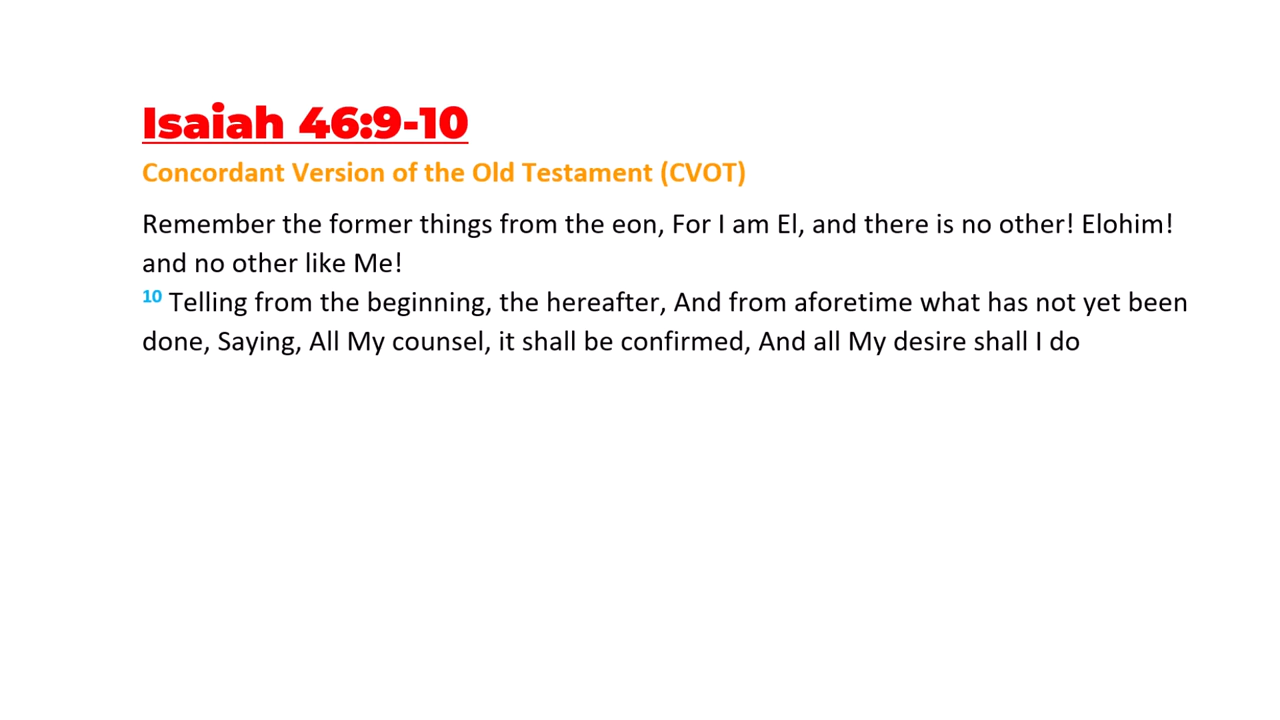 Isaiah 46:9-10
Concordant Version of the Old Testament (CVOT)
Remember the former things from the eon, For I am El, and there is no other! Elohim!
and no other like Me!
10 Telling from the beginning, the hereafter, And from aforetime what has not yet been
done, Saying, All My counsel, it shall be confirmed, And all My desire shall I do